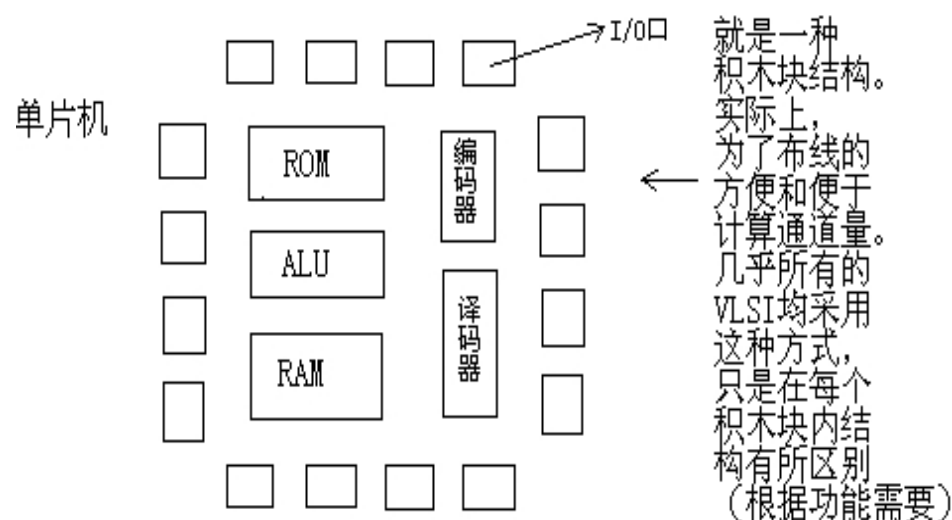 单片机
I/O口
ROM
ALU
RAM
编码器
译码器
就是一种
积木块结构。
实际上，
为了布线的
方便和便于
计算通道量。
几乎所有的
VLSI均采用
这种方式，
只是在每个
积木块内结
构有所区别
（根据功能需要）